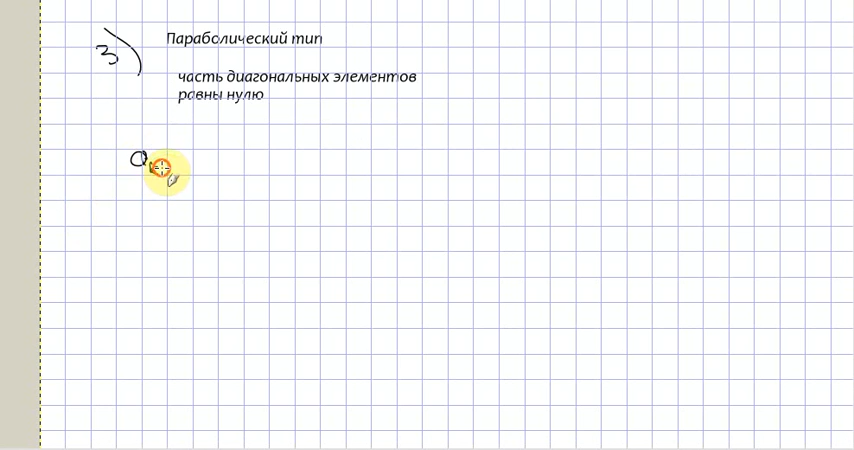 3) Параболический тип
часть диагональных элементов
равны нулю
a